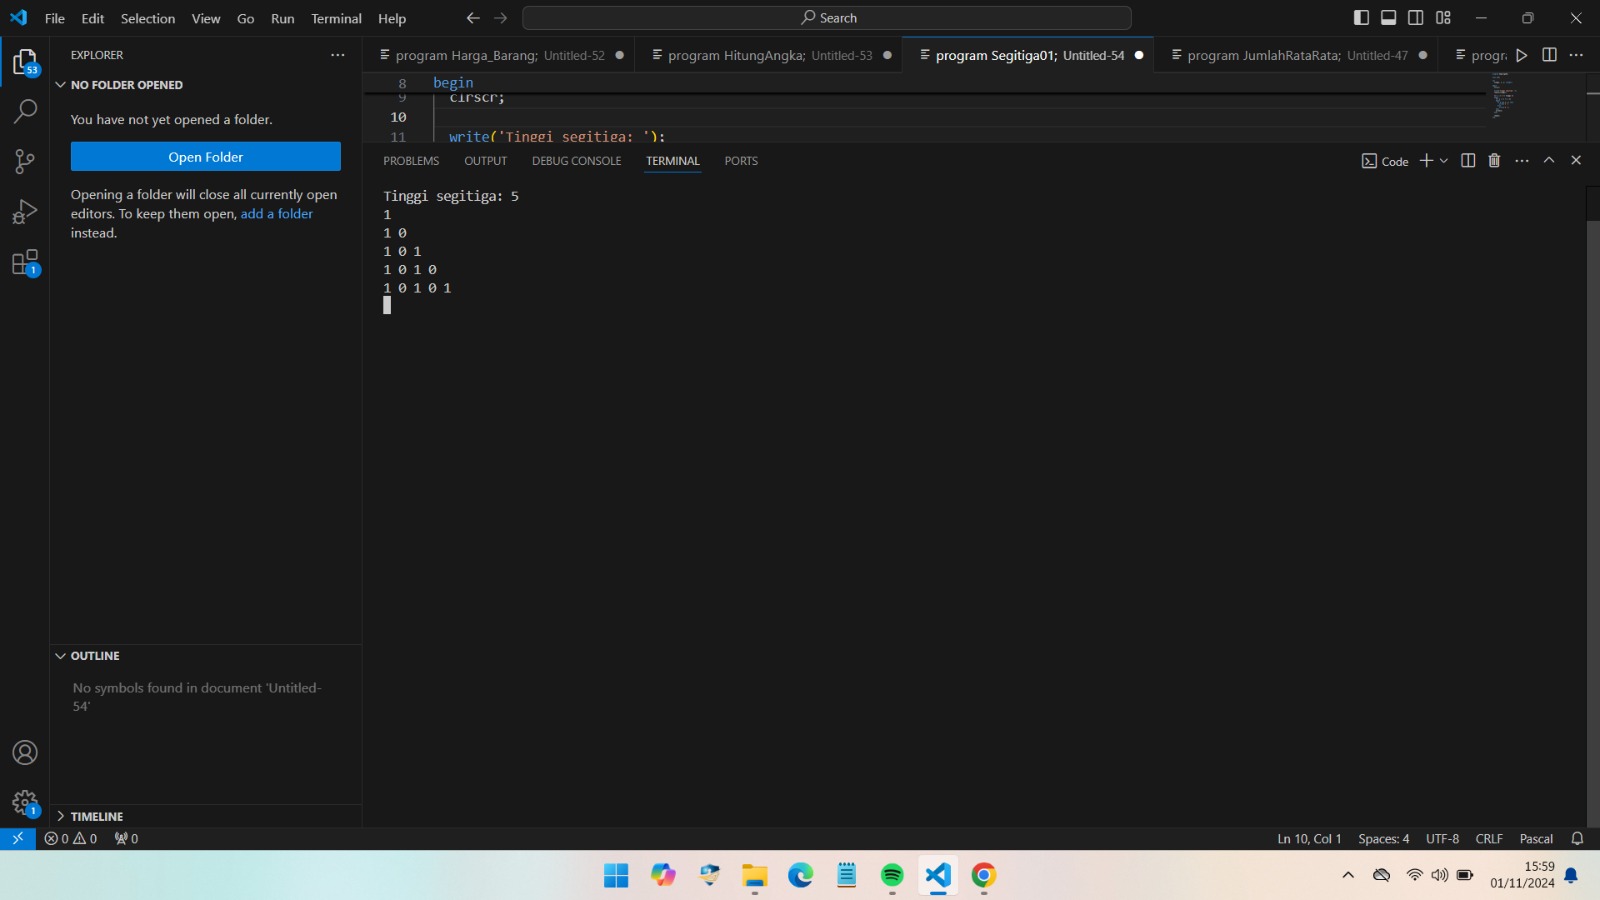 File Edit Selection View Go Run Terminal Help
Search
EXPLORER
program Harga_Barang; Untitled-52
program HitungAngka; Untitled-53
program Segitiga01; Untitled-54
program JumlahRataRata; Untitled-47
progr
53
NO FOLDER OPENED
You have not yet opened a folder.
Open Folder
Opening a folder will close all currently open
editors. To keep them open, add a folder
instead.
1
8 begin
9 clrscr;
10
11 write('Tinggi segitiga: ');
PROBLEMS OUTPUT DEBUG CONSOLE TERMINAL PORTS
Code
Tinggi segitiga: 5
1
1 0
1 0 1
1 0 1 0
1 0 1 0 1
OUTLINE
No symbols found in document 'Untitled-
54'
1
TIMELINE
0 0 0
Ln 10, Col 1 Spaces: 4 UTF-8 CRLF Pascal
15:59
01/11/2024